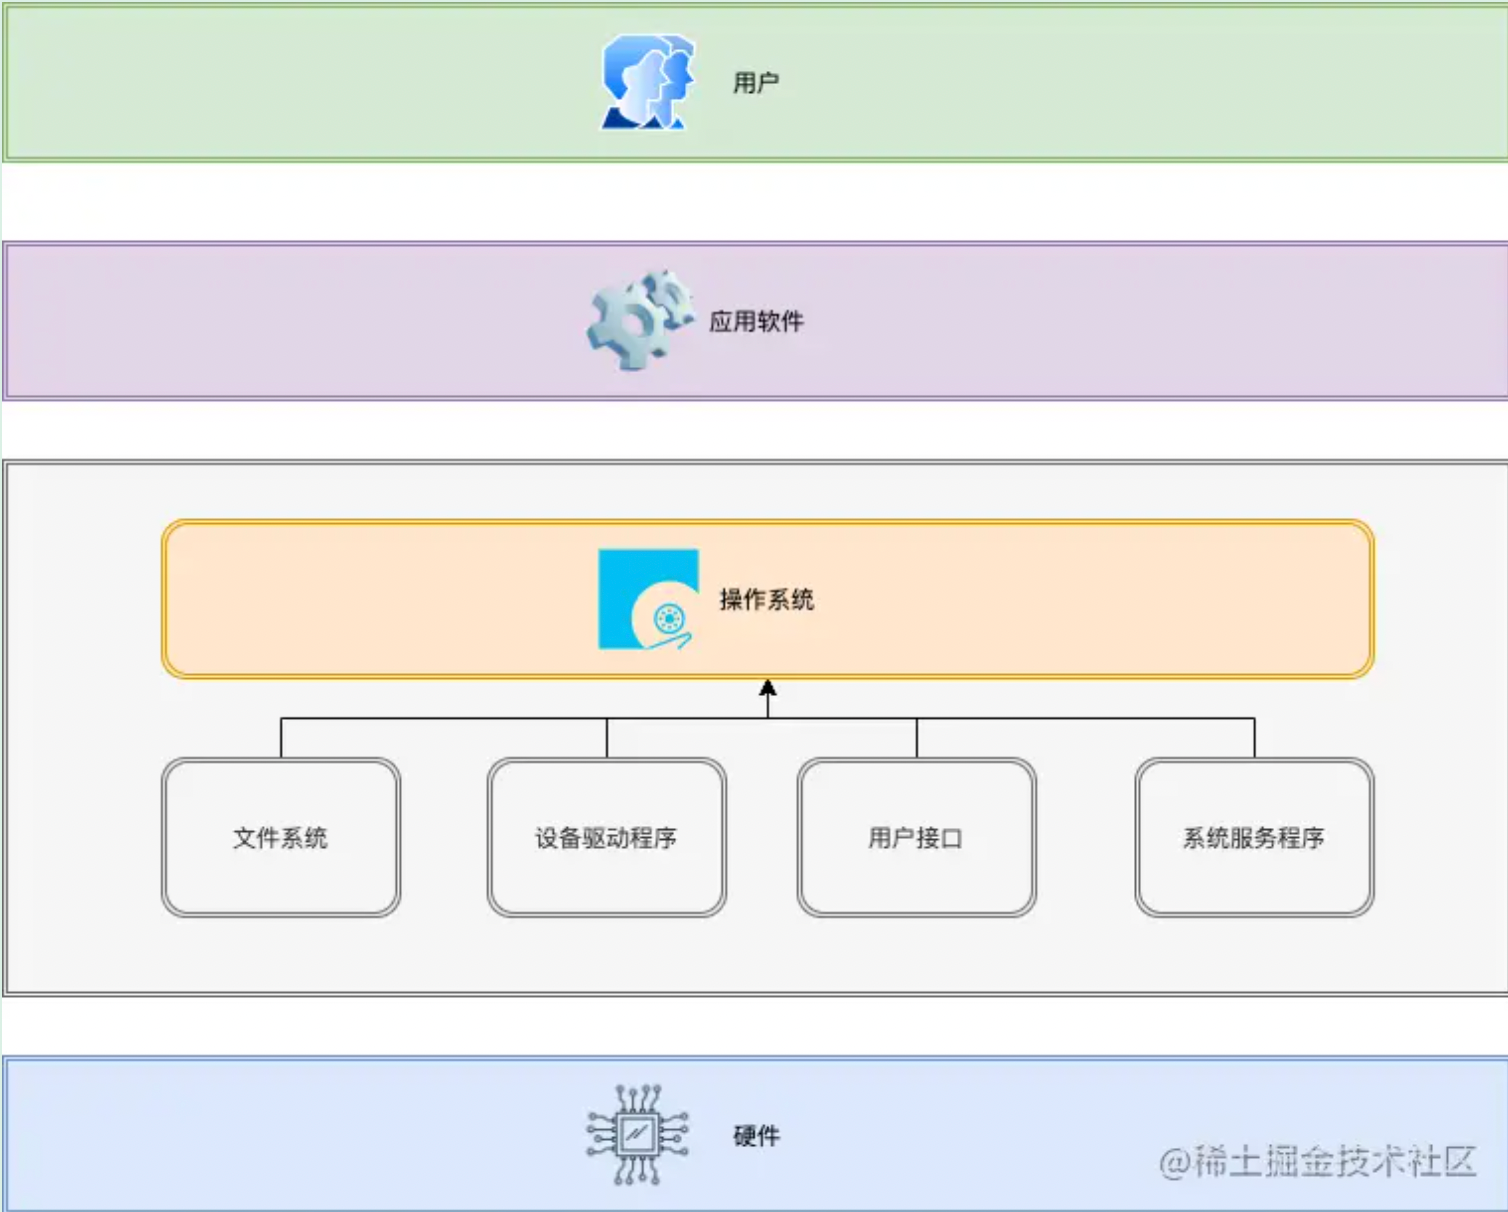 用户
应用软件
操作系统
文件系统
设备驱动程序
用户接口
系统服务程序
硬件
@稀土掘金技术社区